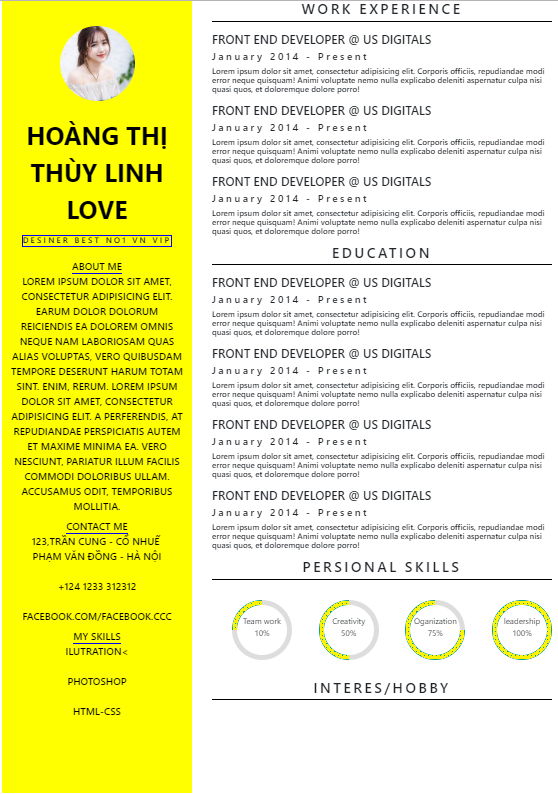 HOÀNG THỊ
THÙY LINH
LOVE
DESINER BEST NO1 VN VIP
ABOUT ME
LOREM IPSUM DOLOR SIT AMET,
CONSECTETUR ADIPISICING ELIT.
EARUM DOLOR DOLORUM
REICIENDIS EA DOLOREM OMNIS
NEQUE NAM LABORIOSAM QUAS
ALIAS VOLUPTAS, VERO QUIBUSDAM
TEMPORE DESERUNT HARUM TOTAM
SINT. ENIM, RERUM. LOREM IPSUM
DOLOR SIT AMET, CONSECTETUR
ADIPISICING ELIT. A PERFERENDIS, AT
REPUDIANDAE PERSPICIATIS AUTEM
ET MAXIME MINIMA EA. VERO
NESCIUNT, PARIATUR ILLUM FACILIS
COMMODI DOLORIBUS ULLAM.
ACCUSAMUS ODIT, TEMPORIBUS
MOLLITIA.
CONTACT ME
123,TRẦN CUNG - CỔ NHUẾ
PHẠM VĂN ĐỒNG - HÀ NỘI
+124 1233 312312
FACEBOOK.COM/FACEBOOK.CCC
MY SKILLS
ILUTRATION<
PHOTOSHOP
HTML-CSS
WORK EXPERIENCE
FRONT END DEVELOPER @ US DIGITALS
January 2014 - Present
Lorem ipsum dolor sit amet, consectetur adipisicing elit. Corporis officiis, repudiandae modi
error neque quisquam! Animi voluptate nemo nulla explicabo deleniti aspernatur culpa nisi
quasi quos, et doloremque dolore porro!
FRONT END DEVELOPER @ US DIGITALS
January 2014 - Present
Lorem ipsum dolor sit amet, consectetur adipisicing elit. Corporis officiis, repudiandae modi
error neque quisquam! Animi voluptate nemo nulla explicabo deleniti aspernatur culpa nisi
quasi quos, et doloremque dolore porro!
FRONT END DEVELOPER @ US DIGITALS
January 2014 - Present
Lorem ipsum dolor sit amet, consectetur adipisicing elit. Corporis officiis, repudiandae modi
error neque quisquam! Animi voluptate nemo nulla explicabo deleniti aspernatur culpa nisi
quasi quos, et doloremque dolore porro!
EDUCATION
FRONT END DEVELOPER @ US DIGITALS
January 2014 - Present
Lorem ipsum dolor sit amet, consectetur adipisicing elit. Corporis officiis, repudiandae modi
error neque quisquam! Animi voluptate nemo nulla explicabo deleniti aspernatur culpa nisi
quasi quos, et doloremque dolore porro!
FRONT END DEVELOPER @ US DIGITALS
January 2014 - Present
Lorem ipsum dolor sit amet, consectetur adipisicing elit. Corporis officiis, repudiandae modi
error neque quisquam! Animi voluptate nemo nulla explicabo deleniti aspernatur culpa nisi
quasi quos, et doloremque dolore porro!
FRONT END DEVELOPER @ US DIGITALS
January 2014 - Present
Lorem ipsum dolor sit amet, consectetur adipisicing elit. Corporis officiis, repudiandae modi
error neque quisquam! Animi voluptate nemo nulla explicabo deleniti aspernatur culpa nisi
quasi quos, et doloremque dolore porro!
FRONT END DEVELOPER @ US DIGITALS
January 2014 - Present
Lorem ipsum dolor sit amet, consectetur adipisicing elit. Corporis officiis, repudiandae modi
error neque quisquam! Animi voluptate nemo nulla explicabo deleniti aspernatur culpa nisi
quasi quos, et doloremque dolore porro!
PERSIONAL SKILLS
Team work
10%
Creativity
50%
Oganization
75%
leadership
100%
INTERES/HOBBY